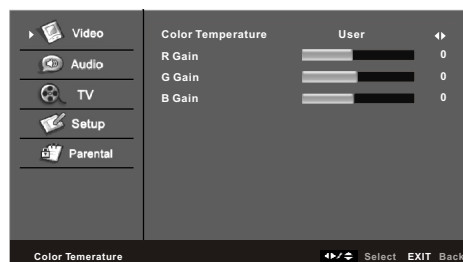 Video
Audio
TV
Setup
Parental
Color Temperature User
R Gain 0
G Gain 0
B Gain 0
Color Temerature Select EXIT Back